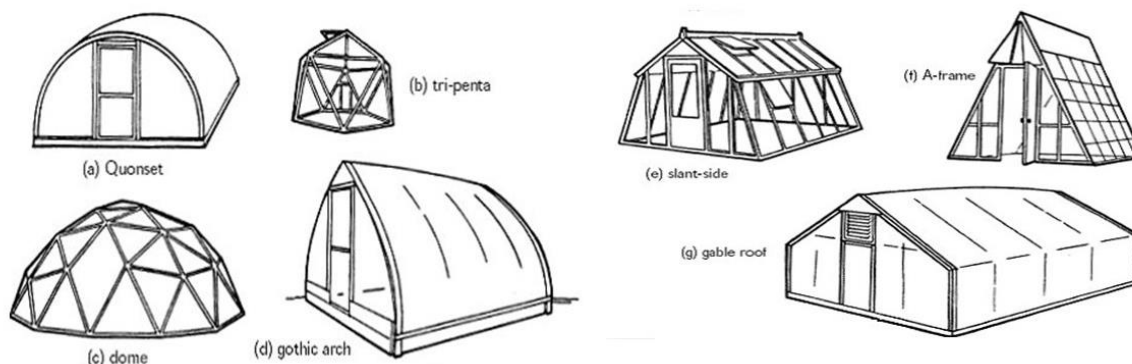 (a) Quonset
(b) tri-penta
(c) dome
(d) gothic arch
(e) slant-side
(f) A-frame
(g) gable roof